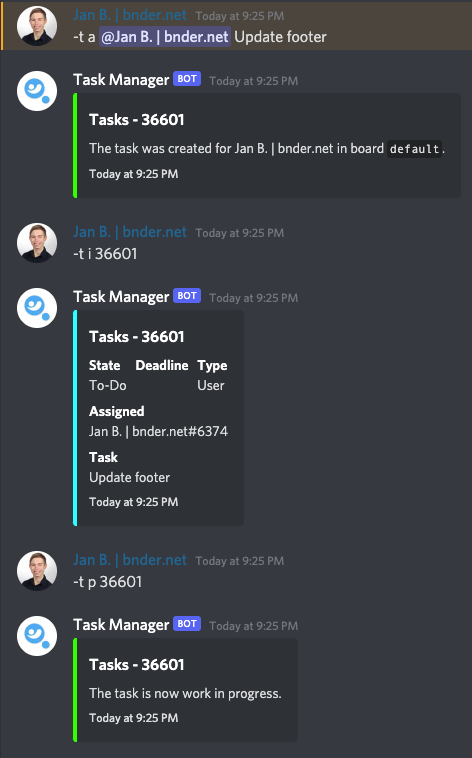 Jan B. | bnder.net Today at 9:25 PM
-t a @Jan B. | bnder.net Update footer
Task Manager BOT Today at 9:25 PM
Tasks - 36601
The task was created for Jan B. | bnder.net in board default.
Today at 9:25 PM
Jan B. | bnder.net Today at 9:25 PM
-t i 36601
Task Manager BOT Today at 9:25 PM
Tasks - 36601
State Deadline Type
To-Do User
Assigned
Jan B. | bnder.net#6374
Task
Update footer
Today at 9:25 PM
Jan B. | bnder.net Today at 9:25 PM
-t p 36601
Task Manager BOT Today at 9:25 PM
Tasks - 36601
The task is now work in progress.
Today at 9:25 PM